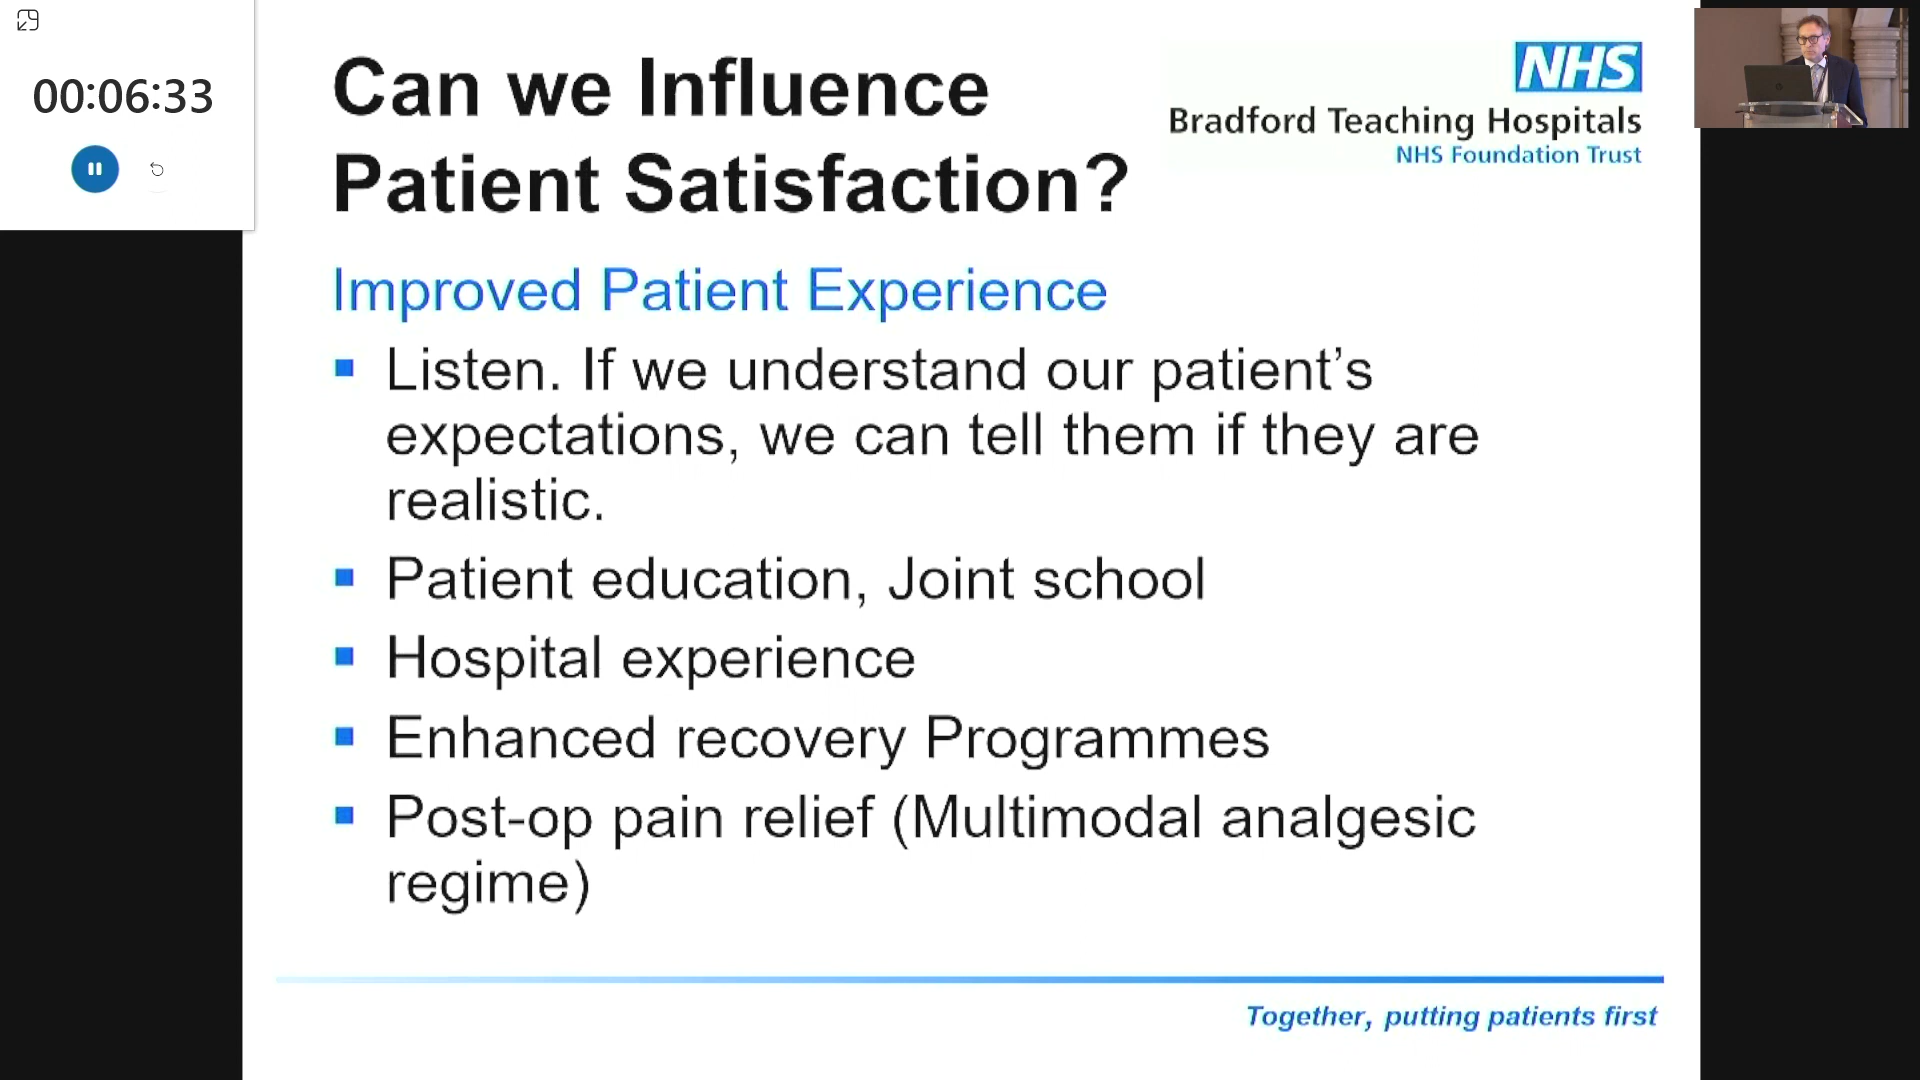 00:06:33
Can we Influence
Patient Satisfaction?
NHS
Bradford Teaching Hospitals
NHS Foundation Trust
Improved Patient Experience
Listen. If we understand our patient’s
expectations, we can tell them if they are
realistic.
Patient education, Joint school
Hospital experience
Enhanced recovery Programmes
Post-op pain relief (Multimodal analgesic
regime)
Together, putting patients first